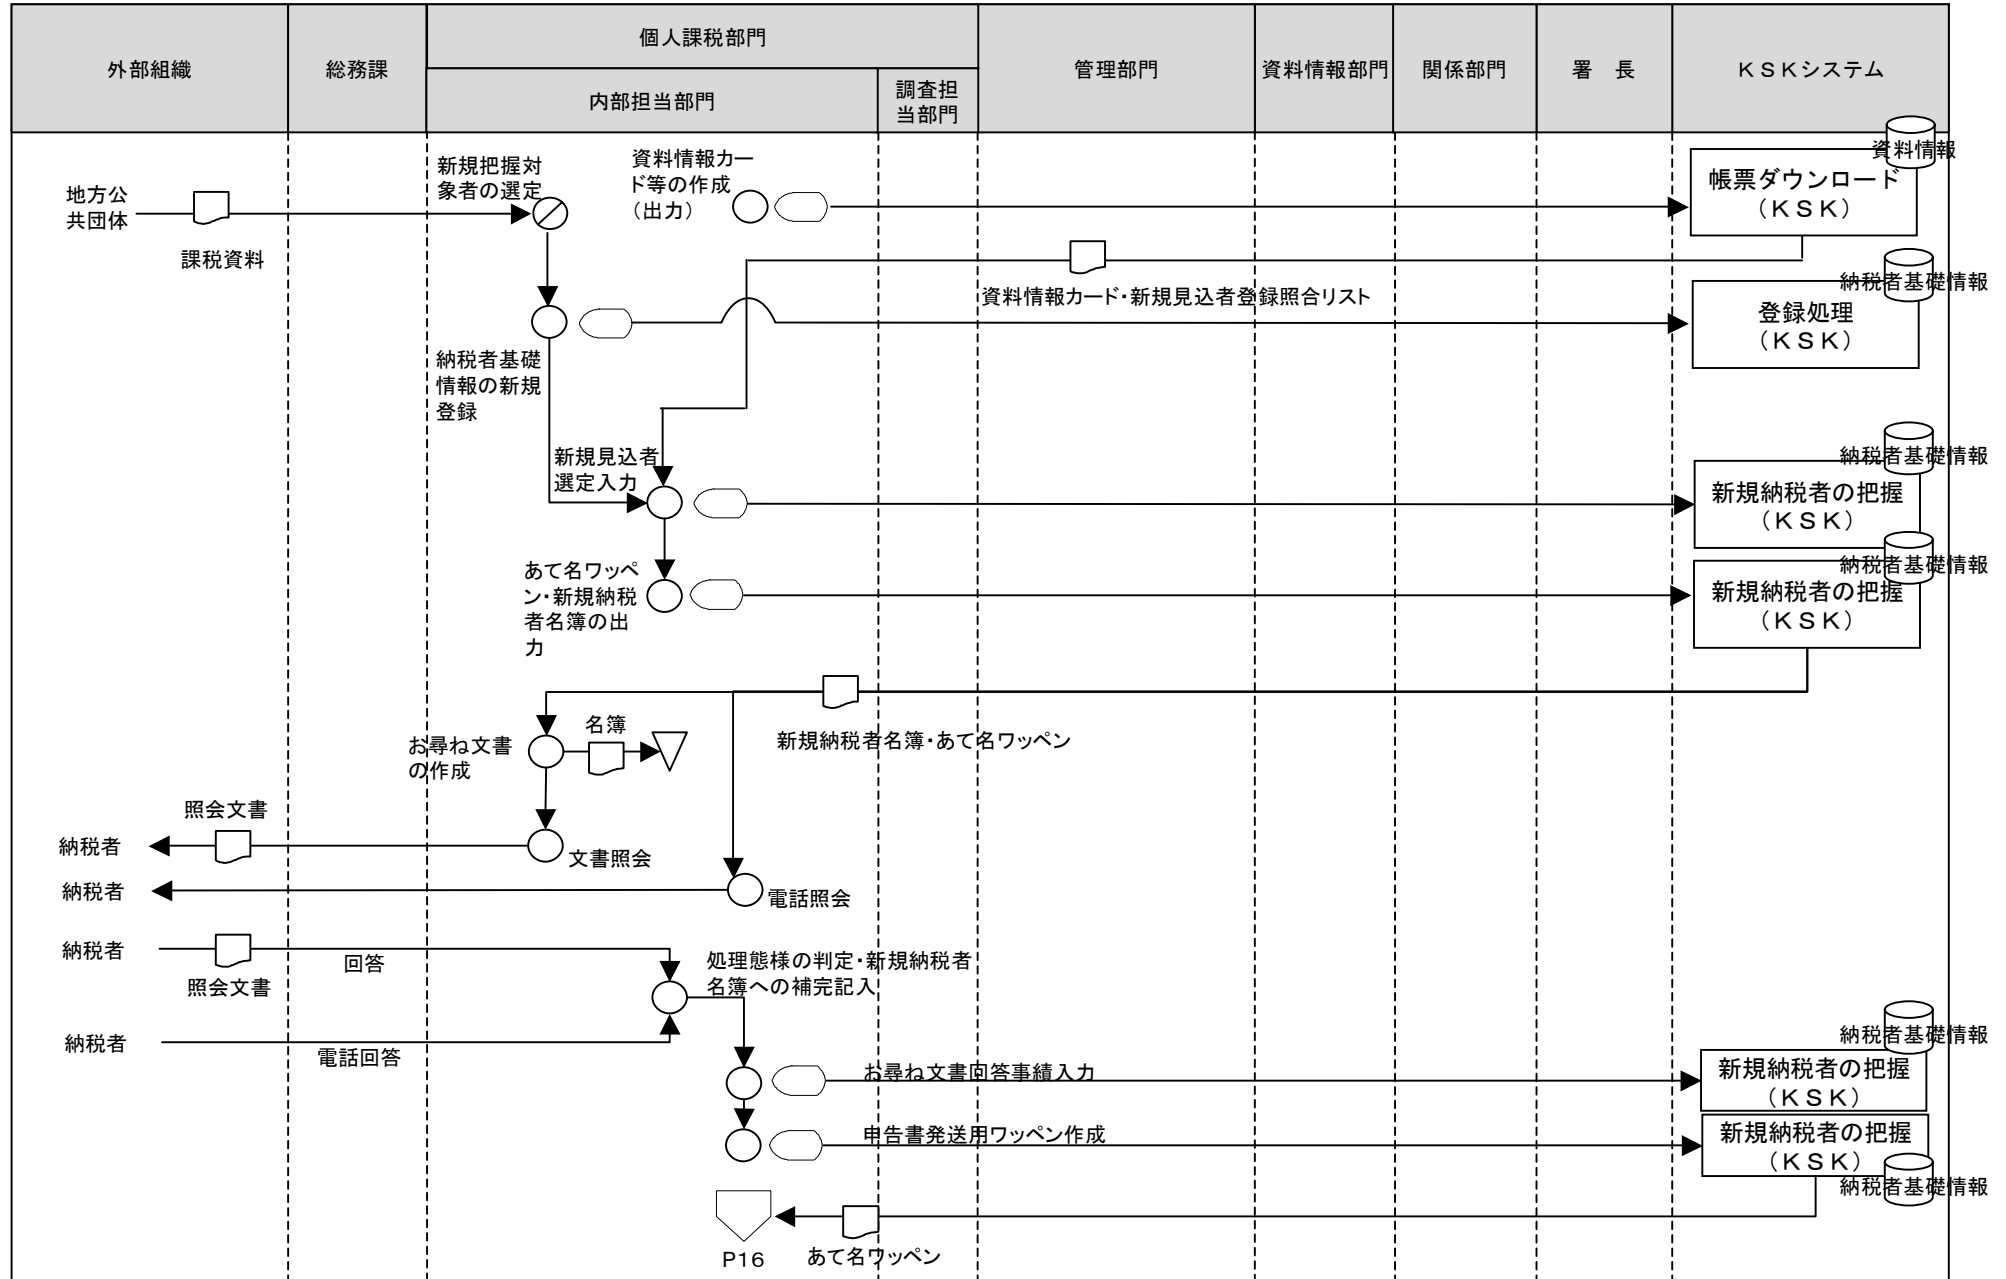 外部組織
総務課
個人課税部門
内部担当部門
調査担
当部門
管理部門
資料情報部門
関係部門
署　長
ＫＳＫシステム
地方公
共団体
課税資料
新規把握対
象者の選定
資料情報カー
ド等の作成
（出力）
資料情報
帳票ダウンロード
（ＫＳＫ）
資料情報カード・新規見込者登録照合リスト
納税者基礎情報
登録処理
（ＫＳＫ）
納税者基礎
情報の新規
登録
新規見込者
選定入力
納税者基礎情報
新規納税者の把握
（ＫＳＫ）
あて名ワッペ
ン・新規納税
者名簿の出
力
納税者基礎情報
新規納税者の把握
（ＫＳＫ）
お尋ね文書
の作成
名簿
新規納税者名簿・あて名ワッペン
照会文書
納税者
文書照会
納税者
電話照会
納税者
照会文書
回答
処理態様の判定・新規納税者
名簿への補完記入
納税者
電話回答
お尋ね文書回答事績入力
納税者基礎情報
新規納税者の把握
（ＫＳＫ）
申告書発送用ワッペン作成
新規納税者の把握
（ＫＳＫ）
納税者基礎情報
P16
あて名ワッペン